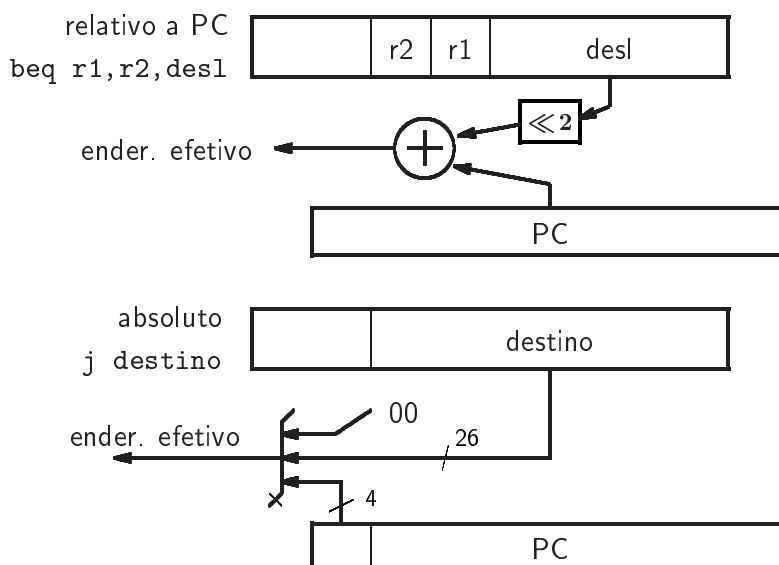 relativo a PC
beq r1,r2,desl
r2 r1 desl
≪2
ender. efetivo
+
PC
absoluto
j destino
destino
00
ender. efetivo
26
4
PC